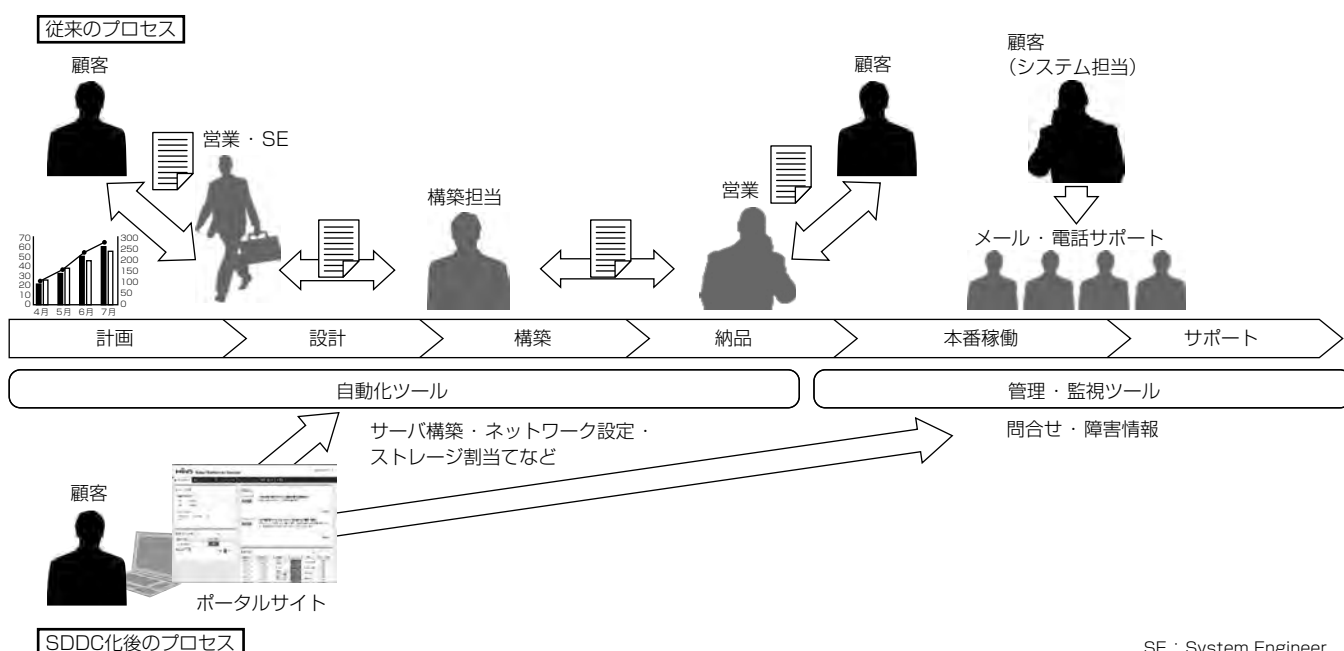 従来のプロセス
顧客
営業・SE
構築担当
営業
顧客
顧客
(システム担当)
メール・電話サポート
70
60
50
40
30
20
10
0
300
250
200
150
100
50
0
4月 5月 6月 7月
計画
設計
構築
納品
本番稼働
サポート
自動化ツール
管理・監視ツール
サーバ構築・ネットワーク設定・
ストレージ割当てなど
問合せ・障害情報
顧客
ポータルサイト
SDDC化後のプロセス
SE:System Engineer